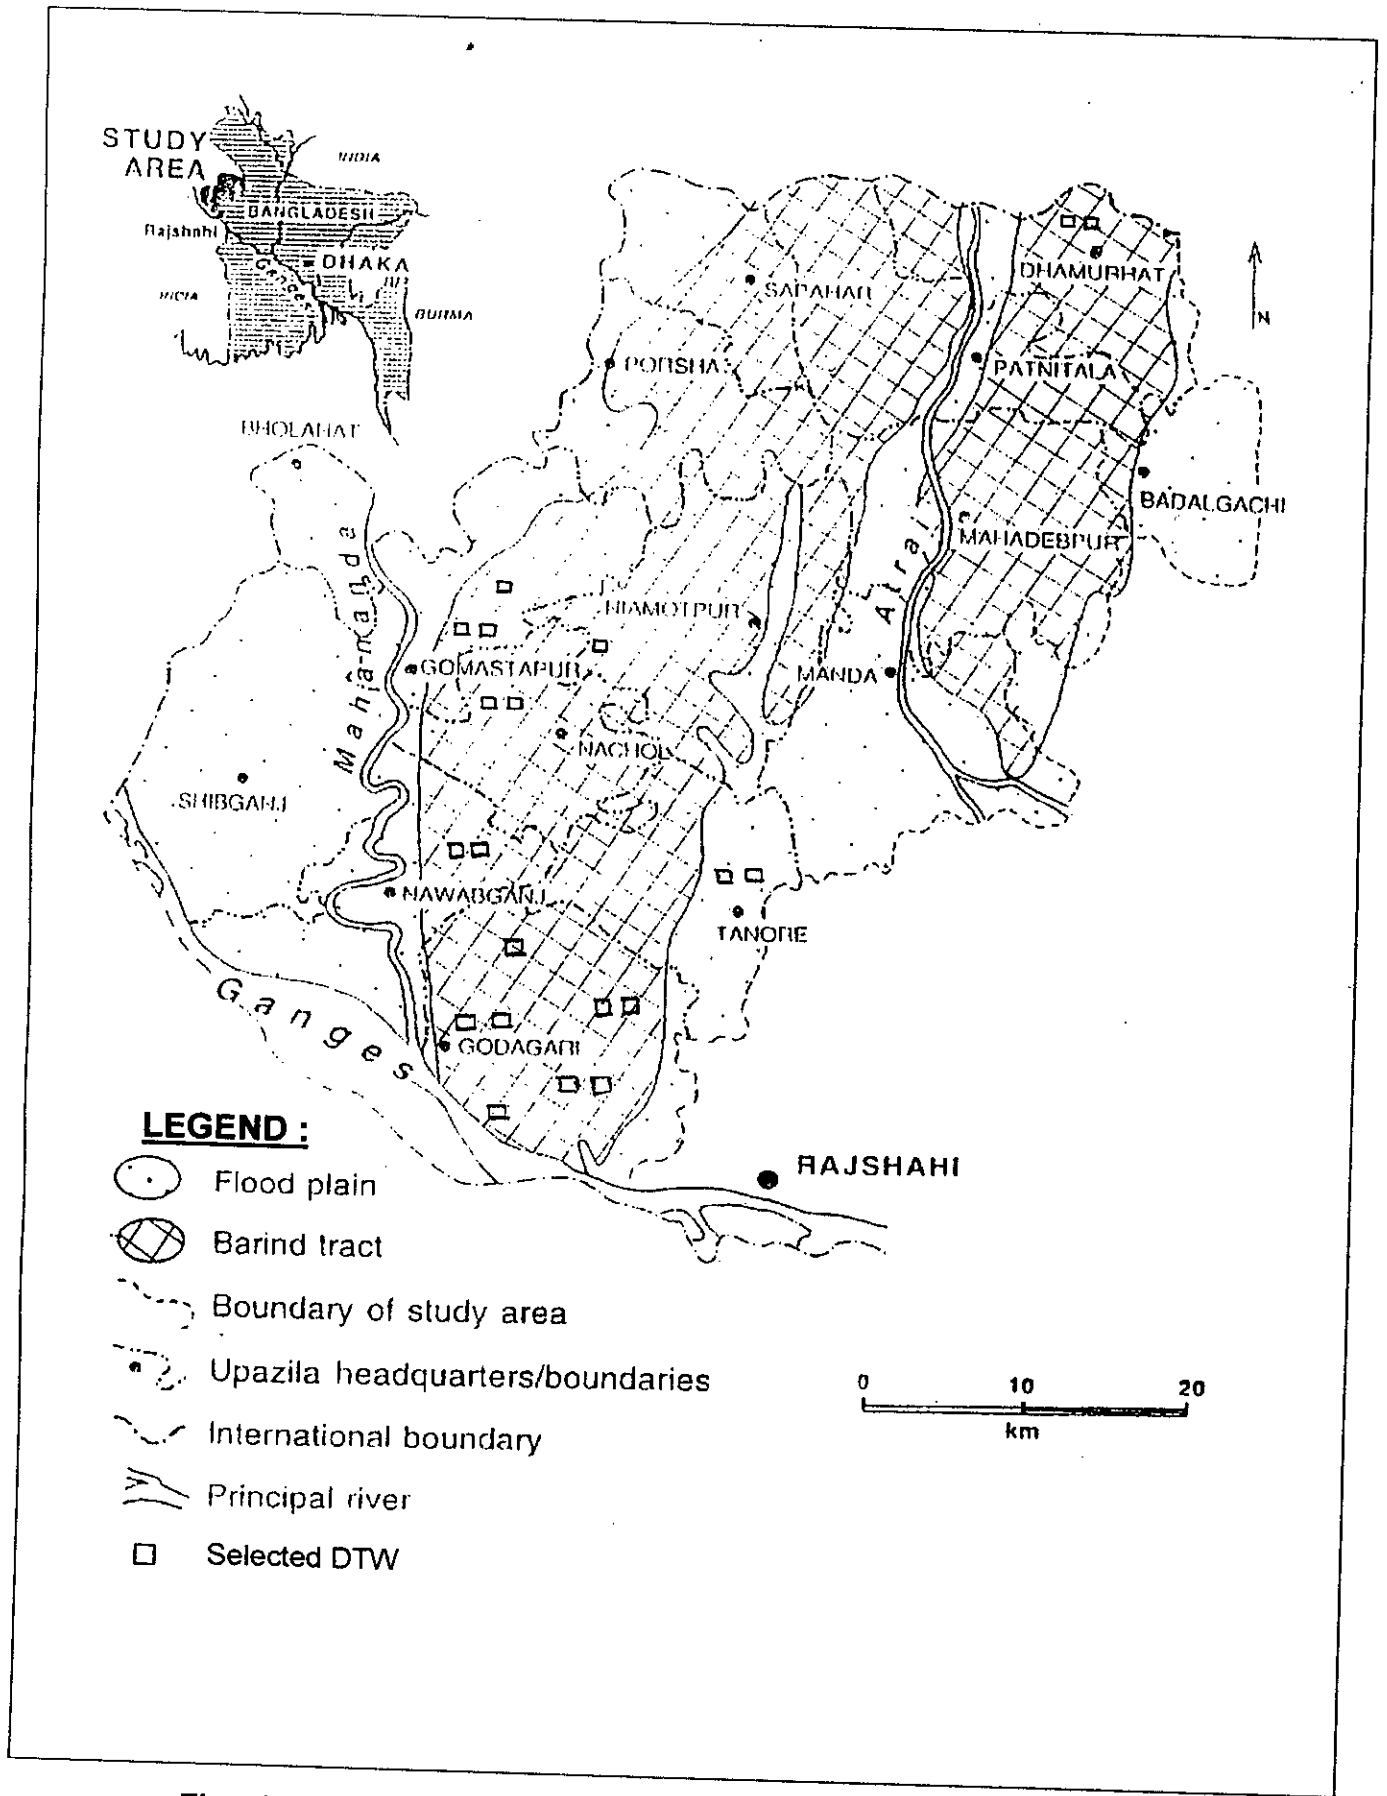 STUDY
AREA
INDIA
BANGLADESH
Rajshahi
Ganges
DHAKA
INDIA
BURMA
N
SAPAHAR
DHAMURHAT
PORSHA
PATNITALA
BHOLAHAT
BADALGACHI
Mahananda
Atrai
MAHADEBPUR
NIAMOTPUR
GOMASTAPUR
MANDA
NACHOL
SHIBGANJ
NAWABGANJ
TANORE
Ganges
GODAGARI
RAJSHAHI
LEGEND :
Flood plain
Barind tract
Boundary of study area
Upazila headquarters/boundaries
International boundary
Principal river
Selected DTW
0 10 20
km